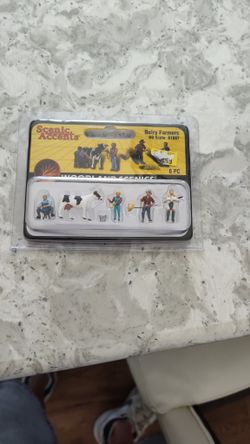 Scenic
Accents
Dairy Farmers
HO Scale
6 PC
WOODLAND SCENICS